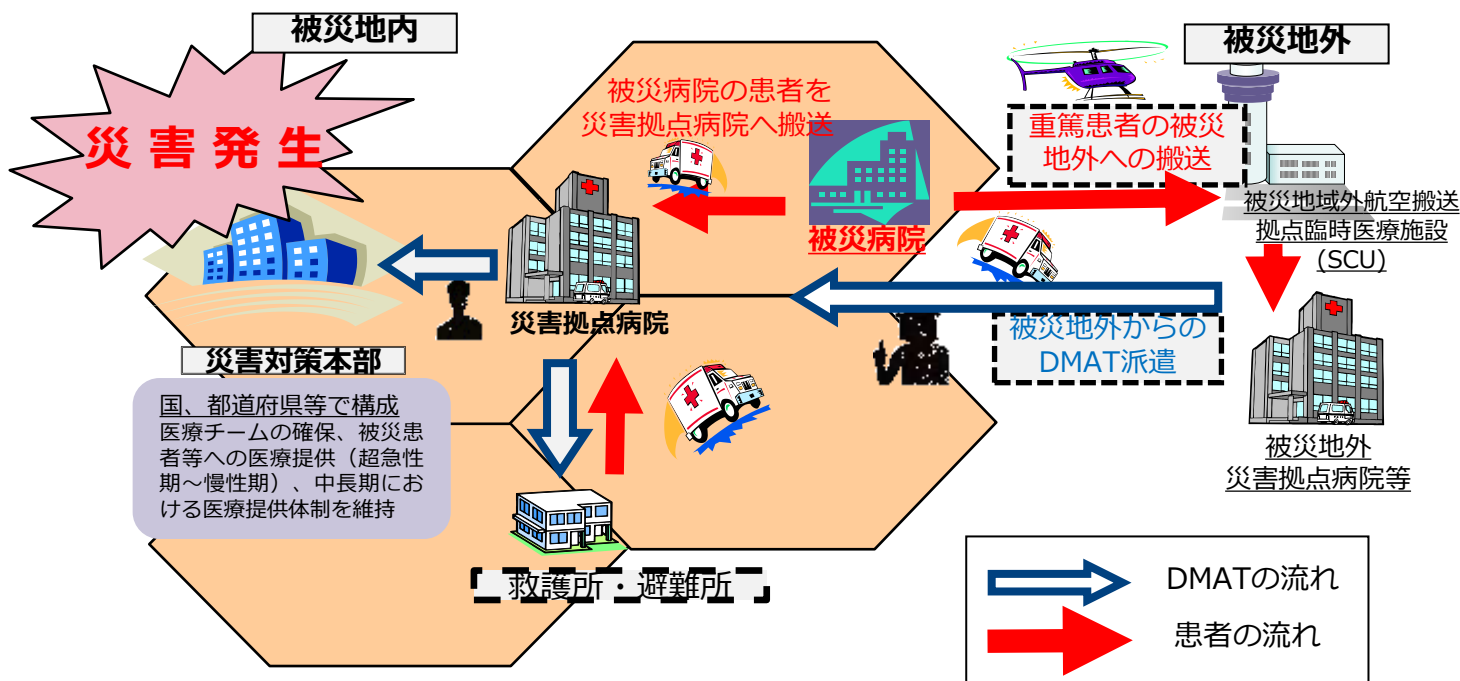 被災地内
災害発生
被災病院の患者を
災害拠点病院へ搬送
被災病院
被災地外
重篤患者の被災
地外への搬送
被災地域外航空搬送
拠点臨時医療施設
(SCU)
災害拠点病院
被災地外からの
DMAT派遣
災害対策本部
国、都道府県等で構成
医療チームの確保、被災患
者等への医療提供（超急性
期～慢性期）、中長期にお
ける医療提供体制を維持
被災地外
災害拠点病院等
救護所・避難所
DMATの流れ
患者の流れ